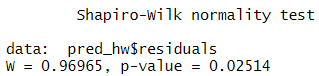 Shapiro-Wilk normality test
data:  pred_hw$residuals
W = 0.96965, p-value = 0.02514